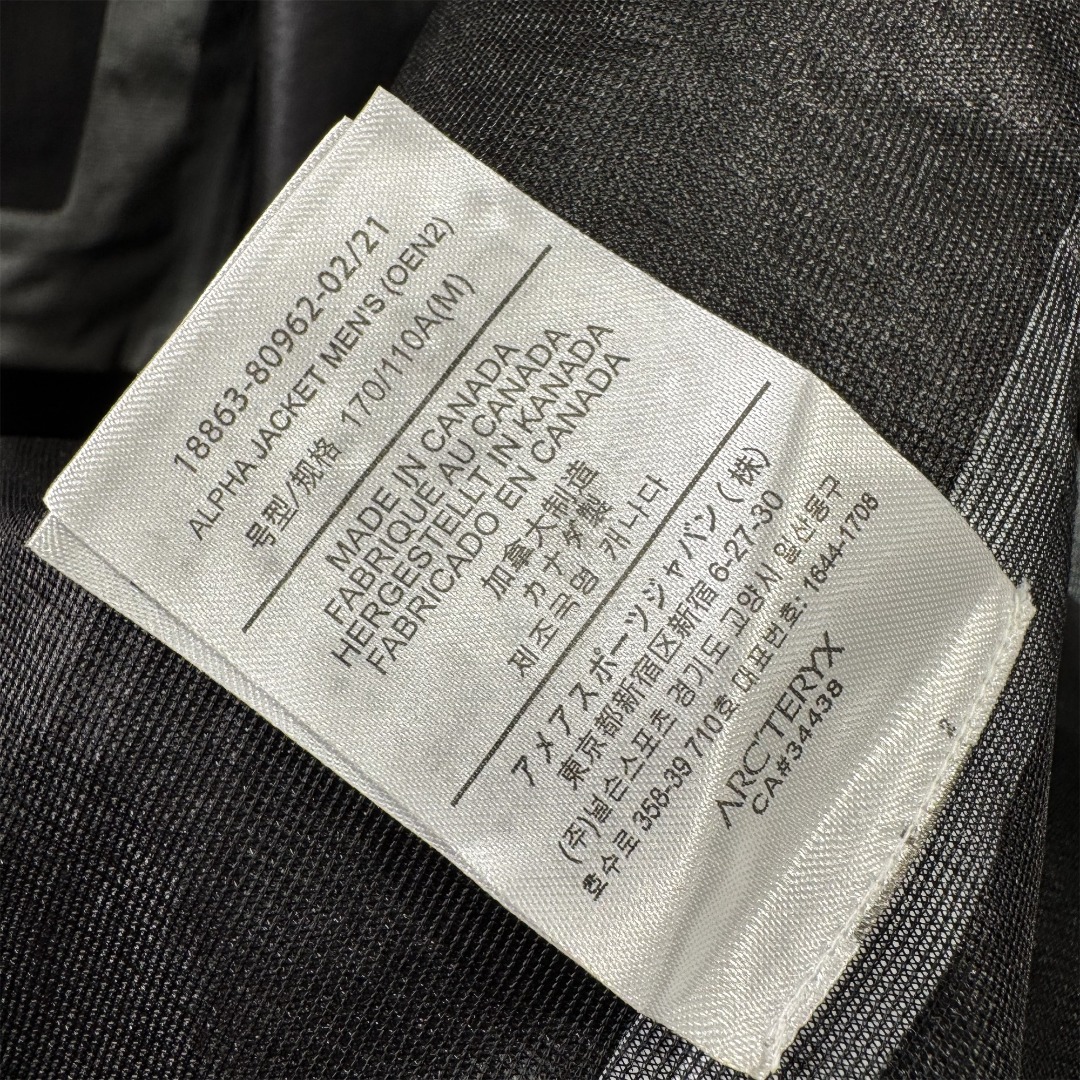 18863-80962-02/21
ALPHA JACKET MEN'S (OEN2)
号型/规格 170/110A(M)
MADE IN CANADA
FABRIQUE AU CANADA
HERGESTELLT IN KANADA
FABRICADO EN CANADA
加拿大制造
カナダ製
제조국명 캐나다
アメアスポーツジャバン(株)
東京都新宿区新宿 6-27-30
(주)넬슨스포츠 경기도 고양시 일산동구
호수로 358-39 710호 대표번호: 1644-1708
ARC'TERYX
CA#34438